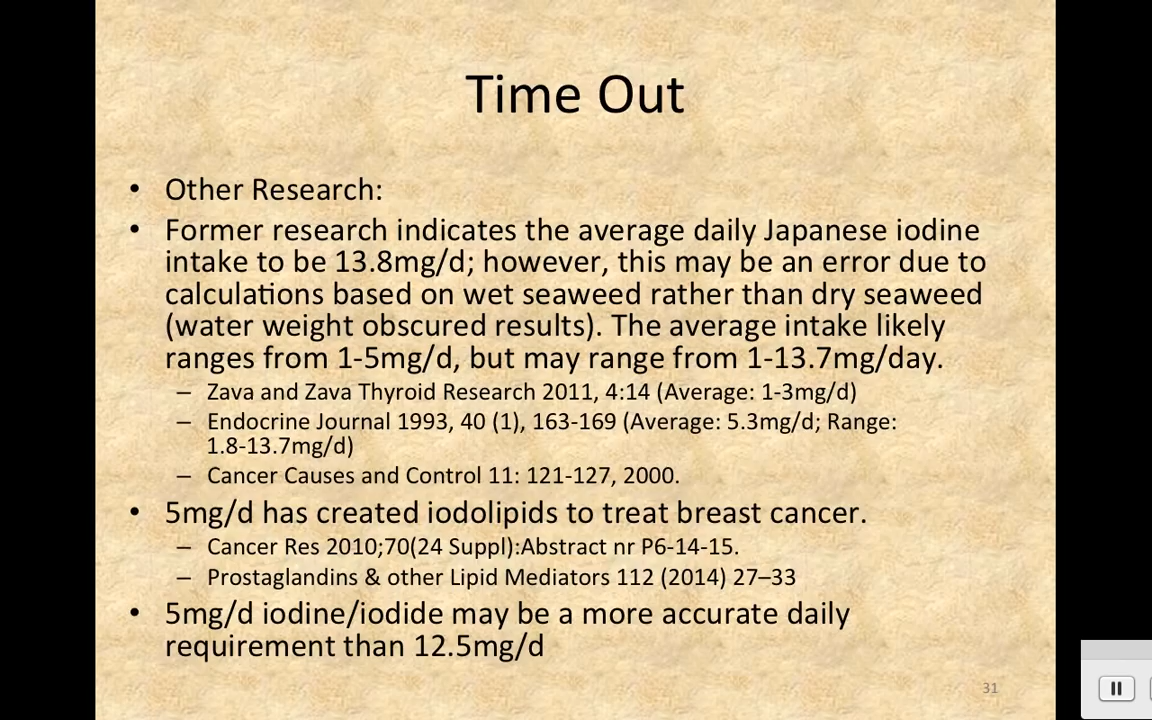 Time Out
• Other Research:
• Former research indicates the average daily Japanese iodine
intake to be 13.8mg/d; however, this may be an error due to
calculations based on wet seaweed rather than dry seaweed
(water weight obscured results). The average intake likely
ranges from 1-5mg/d, but may range from 1-13.7mg/day.
– Zava and Zava Thyroid Research 2011, 4:14 (Average: 1-3mg/d)
– Endocrine Journal 1993, 40 (1), 163-169 (Average: 5.3mg/d; Range:
1.8-13.7mg/d)
– Cancer Causes and Control 11: 121-127, 2000.
• 5mg/d has created iodolipids to treat breast cancer.
– Cancer Res 2010;70(24 Suppl):Abstract nr P6-14-15.
– Prostaglandins & other Lipid Mediators 112 (2014) 27–33
• 5mg/d iodine/iodide may be a more accurate daily
requirement than 12.5mg/d
31